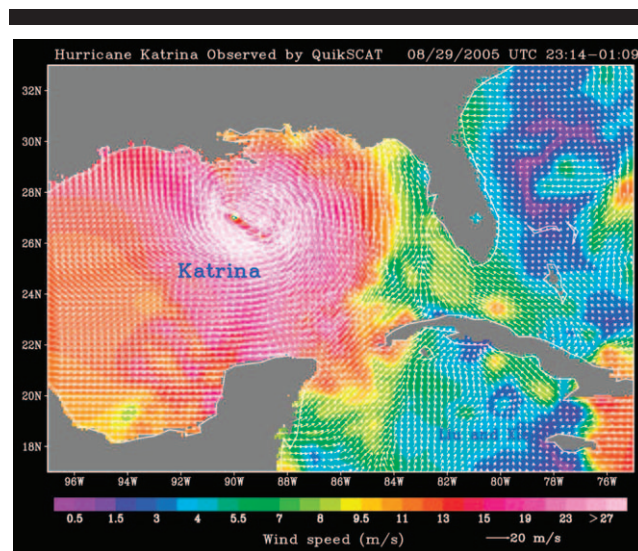 Hurricane Katrina Observed by QuikSCAT 08/29/2005 UTC 23:14-01:09
32N
30N
28N
26N
Katrina
24N
22N
20N
18N
96W 94W 92W 90W 88W 86W 84W 82W 80W 78W 76W
0.5 1.5 3 4 5.5 7 8 9.5 11 13 15 19 23 >27
Wind speed (m/s) 20 m/s